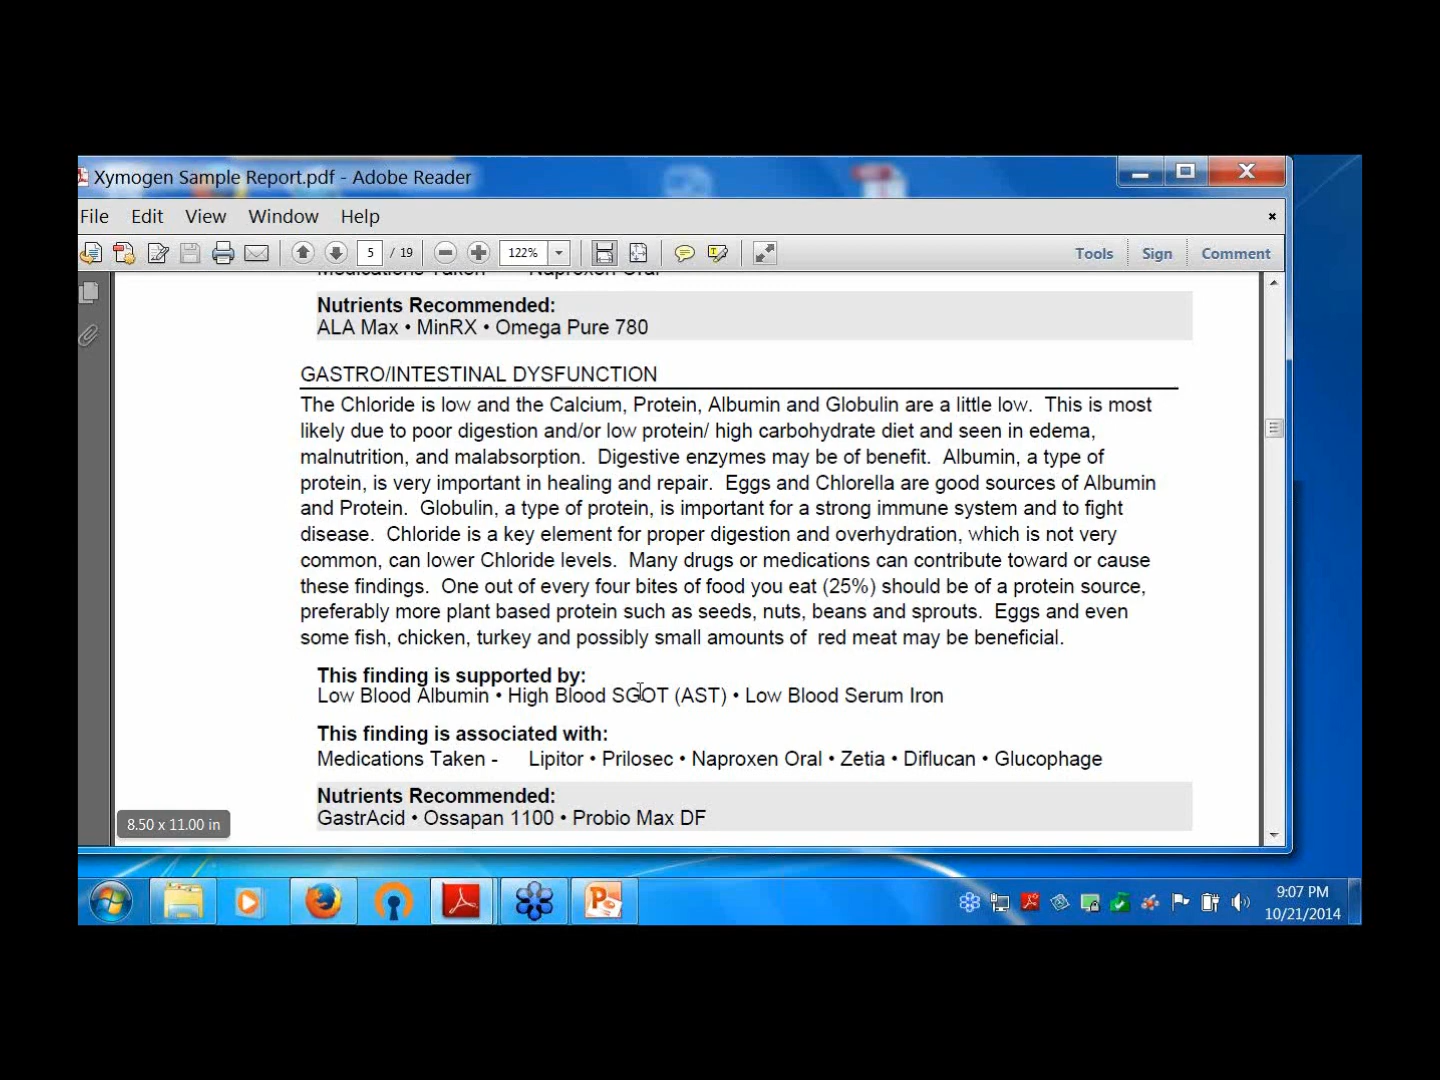 Xymogen Sample Report.pdf - Adobe Reader
File Edit View Window Help
5 / 19 122% Tools Sign Comment
Medications Taken - Naproxen Oral
Nutrients Recommended:
ALA Max • MinRX • Omega Pure 780
GASTRO/INTESTINAL DYSFUNCTION
The Chloride is low and the Calcium, Protein, Albumin and Globulin are a little low. This is most
likely due to poor digestion and/or low protein/ high carbohydrate diet and seen in edema,
malnutrition, and malabsorption. Digestive enzymes may be of benefit. Albumin, a type of
protein, is very important in healing and repair. Eggs and Chlorella are good sources of Albumin
and Protein. Globulin, a type of protein, is important for a strong immune system and to fight
disease. Chloride is a key element for proper digestion and overhydration, which is not very
common, can lower Chloride levels. Many drugs or medications can contribute toward or cause
these findings. One out of every four bites of food you eat (25%) should be of a protein source,
preferably more plant based protein such as seeds, nuts, beans and sprouts. Eggs and even
some fish, chicken, turkey and possibly small amounts of red meat may be beneficial.
This finding is supported by:
Low Blood Albumin • High Blood SGOT (AST) • Low Blood Serum Iron
This finding is associated with:
Medications Taken - Lipitor • Prilosec • Naproxen Oral • Zetia • Diflucan • Glucophage
Nutrients Recommended:
GastrAcid • Ossapan 1100 • Probio Max DF
8.50 x 11.00 in
9:07 PM
10/21/2014